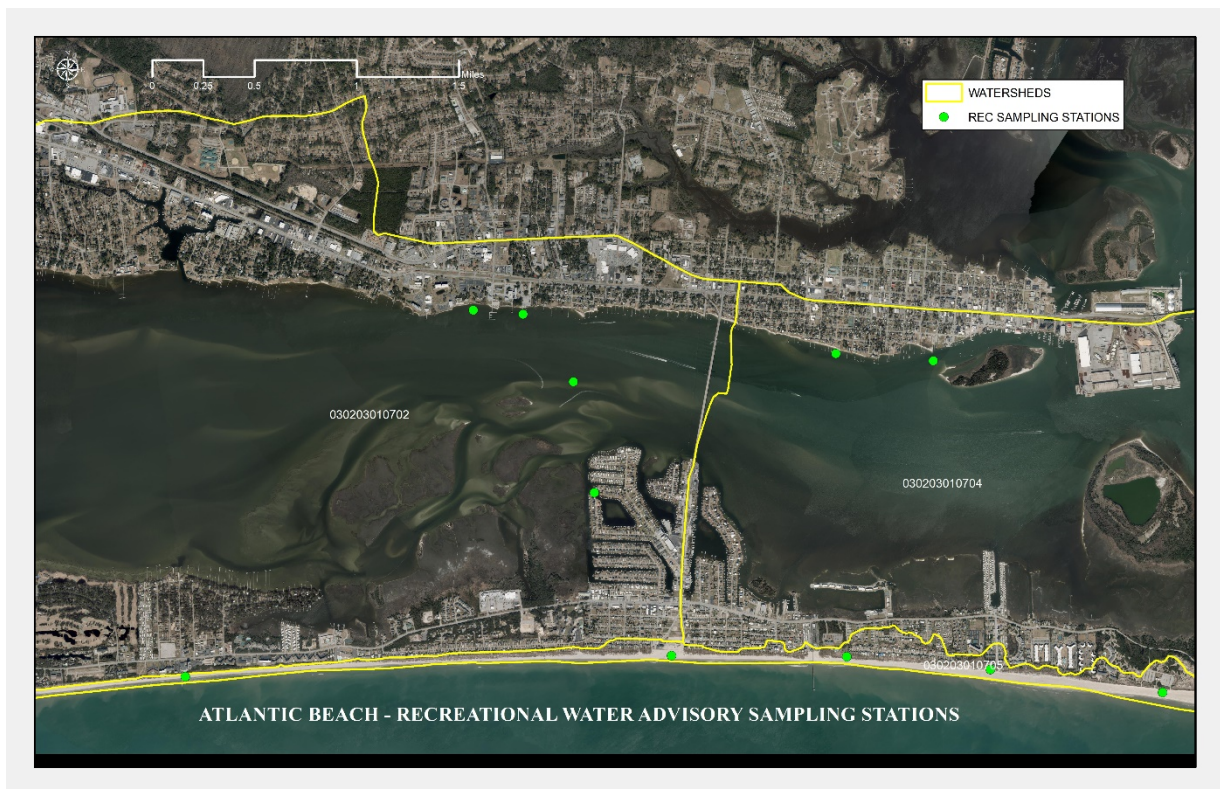 0 0.25 0.5 1 1.5
Miles
WATERSHEDS
REC SAMPLING STATIONS
030203010702
030203010704
030203010705
ATLANTIC BEACH - RECREATIONAL WATER ADVISORY SAMPLING STATIONS